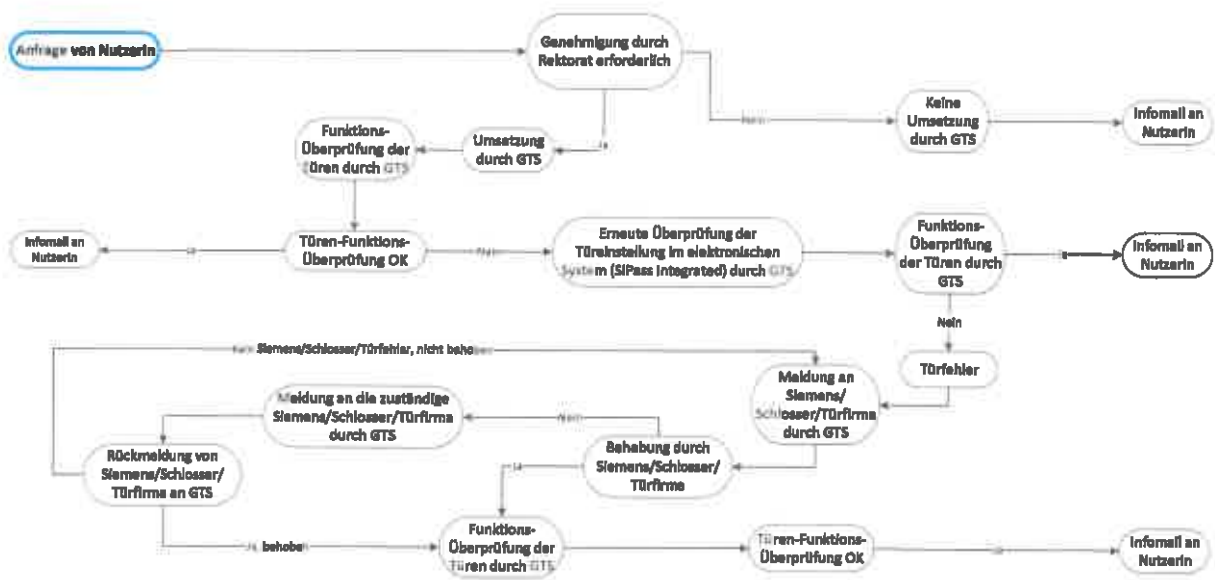 Anfrage von NutzerIn
Genehmigung durch
Rektorat erforderlich
Nein
Keine
Umsetzung
durch GTS
Infomail an
NutzerIn
Ja
Umsetzung
durch GTS
Funktions-
Überprüfung der
Türen durch GTS
Infomail an
NutzerIn
Ja
Türen-Funktions-
Überprüfung OK
Nein
Erneute Überprüfung der
Türeinstellung im elektronischen
System (SiPass Integrated) durch GTS
Funktions-
Überprüfung
der Türen durch
GTS
Ja
Infomail an
NutzerIn
Nein
Türfehler
Kein Siemens/Schlosser/Türfehler, nicht behoben
Meldung an
Siemens/
Schlosser/Türfirma
durch GTS
Meldung an die zuständige
Siemens/Schlosser/Türfirma
durch GTS
Nein
Behebung durch
Siemens/Schlosser/
Türfirma
Ja
Rückmeldung von
Siemens/Schlosser/
Türfirma an GTS
Ja, behoben
Funktions-
Überprüfung der
Türen durch GTS
Türen-Funktions-
Überprüfung OK
Ja
Infomail an
NutzerIn